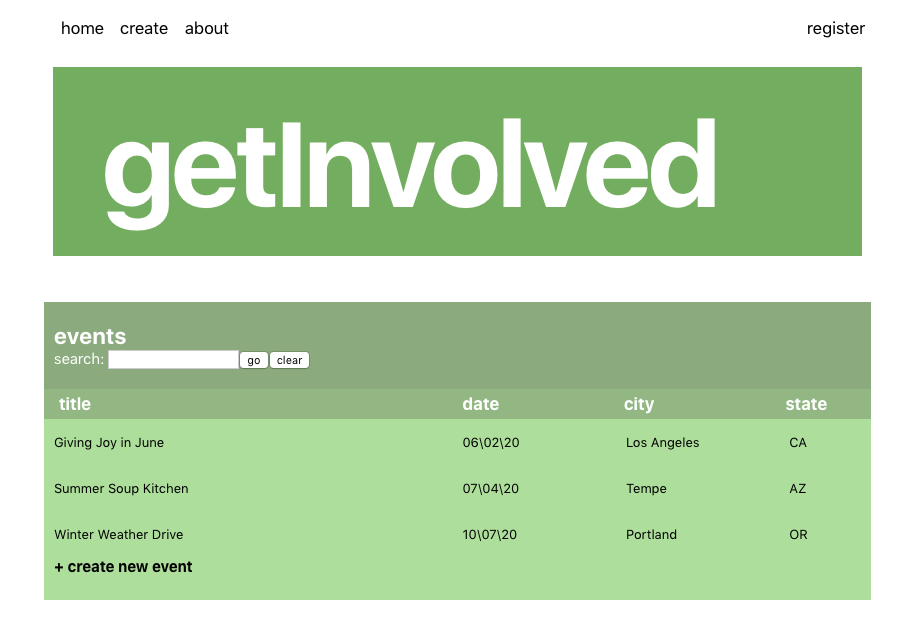 home create about register
getInvolved
events
search: go clear
title date city state
Giving Joy in June 06\02\20 Los Angeles CA
Summer Soup Kitchen 07\04\20 Tempe AZ
Winter Weather Drive 10\07\20 Portland OR
+ create new event